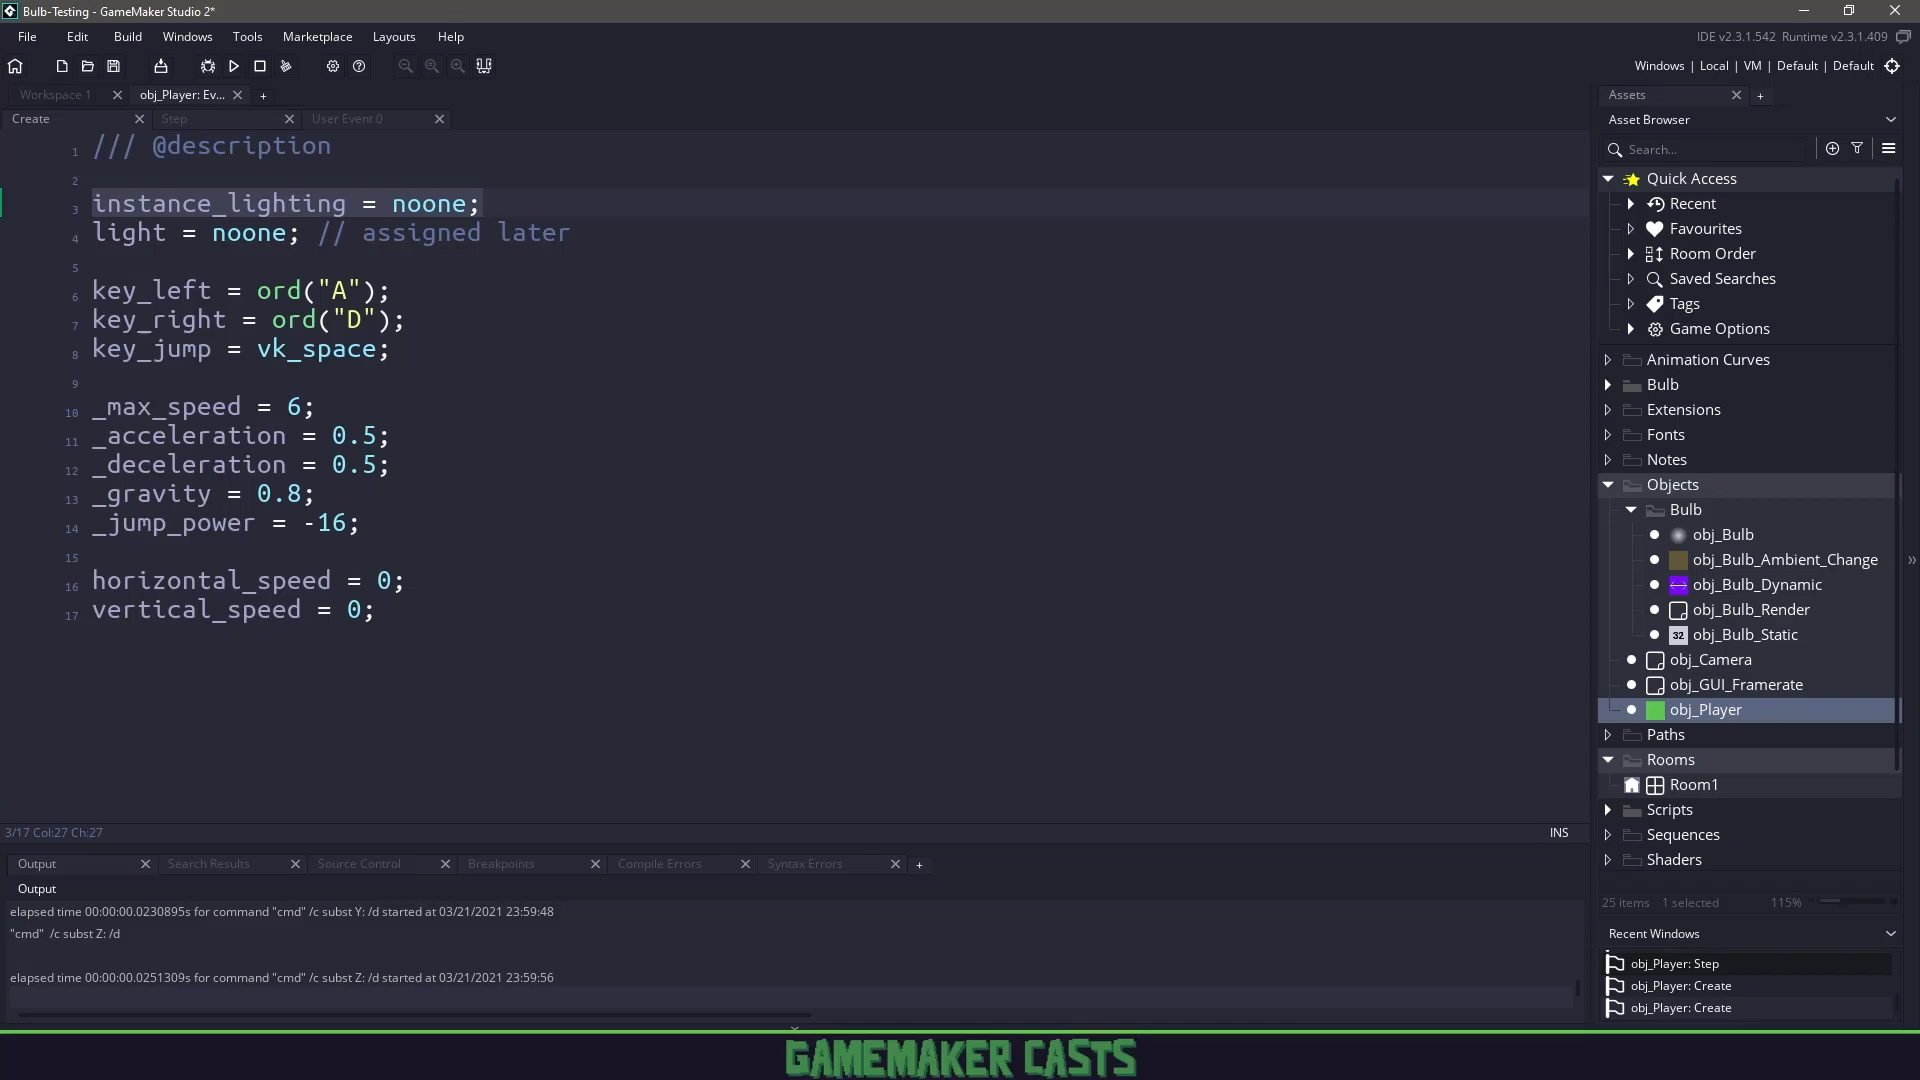 Bulb-Testing - GameMaker Studio 2*
File Edit Build Windows Tools Marketplace Layouts Help
IDE v2.3.1.542 Runtime v2.3.1.409
Windows | Local | VM | Default | Default
Workspace 1
obj_Player: Ev...
Create
Step
User Event 0
1 /// @description
2
3 instance_lighting = noone;
4 light = noone; // assigned later
5
6 key_left = ord("A");
7 key_right = ord("D");
8 key_jump = vk_space;
9
10 _max_speed = 6;
11 _acceleration = 0.5;
12 _deceleration = 0.5;
13 _gravity = 0.8;
14 _jump_power = -16;
15
16 horizontal_speed = 0;
17 vertical_speed = 0;
3/17 Col:27 Ch:27
INS
Output
Search Results
Source Control
Breakpoints
Compile Errors
Syntax Errors
Output
elapsed time 00:00:00.0230895s for command "cmd" /c subst Y: /d started at 03/21/2021 23:59:48
"cmd" /c subst Z: /d
elapsed time 00:00:00.0251309s for command "cmd" /c subst Z: /d started at 03/21/2021 23:59:56
Assets
Asset Browser
Search...
Quick Access
Recent
Favourites
Room Order
Saved Searches
Tags
Game Options
Animation Curves
Bulb
Extensions
Fonts
Notes
Objects
Bulb
obj_Bulb
obj_Bulb_Ambient_Change
obj_Bulb_Dynamic
obj_Bulb_Render
32 obj_Bulb_Static
obj_Camera
obj_GUI_Framerate
obj_Player
Paths
Rooms
Room1
Scripts
Sequences
Shaders
25 items 1 selected 115%
Recent Windows
obj_Player: Step
obj_Player: Create
obj_Player: Create
GAMEMAKER CASTS